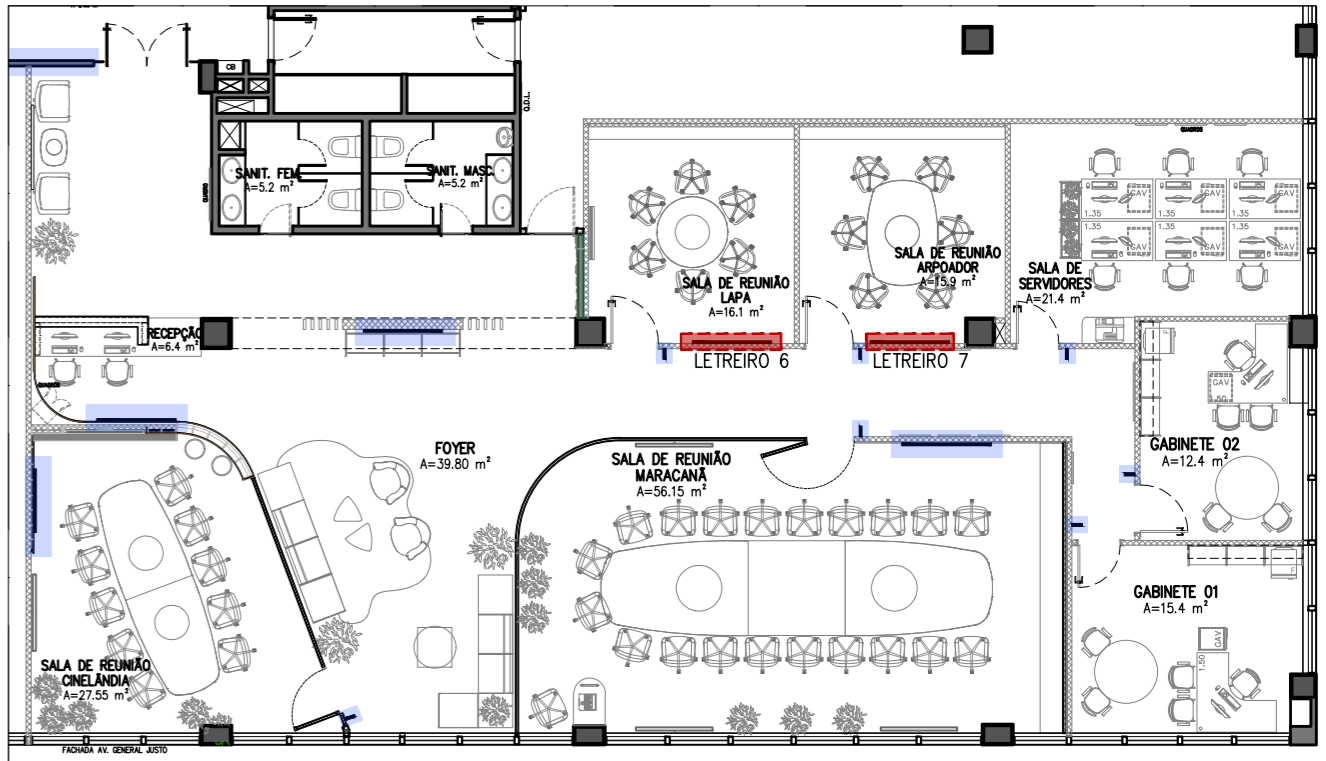 CB
Q.D.L.
QUADROS
SANIT. FEM.
A=5.2 m²
SANIT. MASC.
A=5.2 m²
QUADRO
GAV
GAV
GAV
1.35
1.35
1.35
1.35
1.35
1.35
GAV
GAV
GAV
SALA DE REUNIÃO
LAPA
A=16.1 m²
SALA DE REUNIÃO
ARPOADOR
A=15.9 m²
SALA DE
SERVIDORES
A=21.4 m²
RECEPÇÃO
A=6.4 m²
LETREIRO 6
LETREIRO 7
QUADROS
F
GAV
.50
FOYER
A=39.80 m²
SALA DE REUNIÃO
MARACANÃ
A=56.15 m²
GABINETE 02
A=12.4 m²
F
GABINETE 01
A=15.4 m²
GAV
1.50
SALA DE REUNIÃO
CINELÂNDIA
A=27.55 m²
FACHADA AV. GENERAL JUSTO